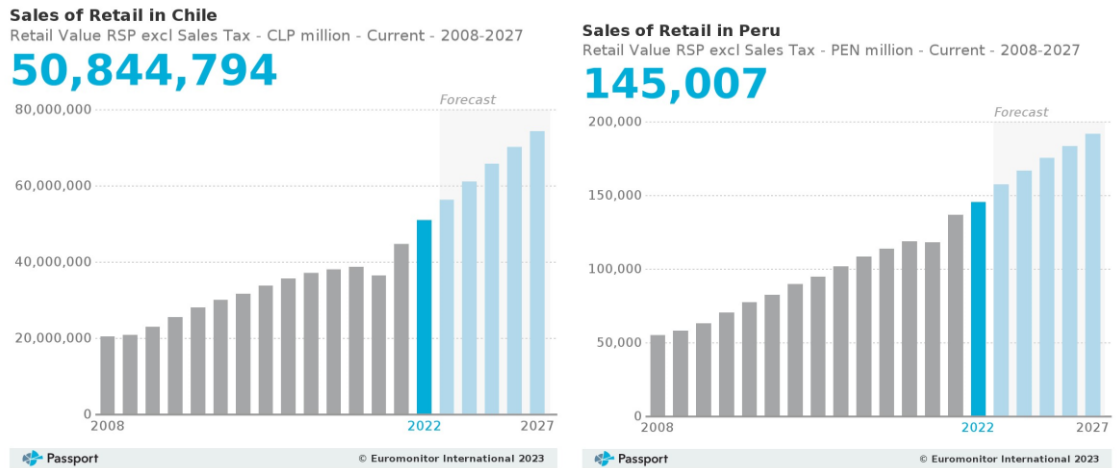 Sales of Retail in Chile
Retail Value RSP excl Sales Tax - CLP million - Current - 2008-2027
50,844,794
Forecast
80,000,000
60,000,000
40,000,000
20,000,000
0
2008
2022
2027
Passport
© Euromonitor International 2023
Sales of Retail in Peru
Retail Value RSP excl Sales Tax - PEN million - Current - 2008-2027
145,007
Forecast
200,000
150,000
100,000
50,000
0
2008
2022
2027
Passport
© Euromonitor International 2023